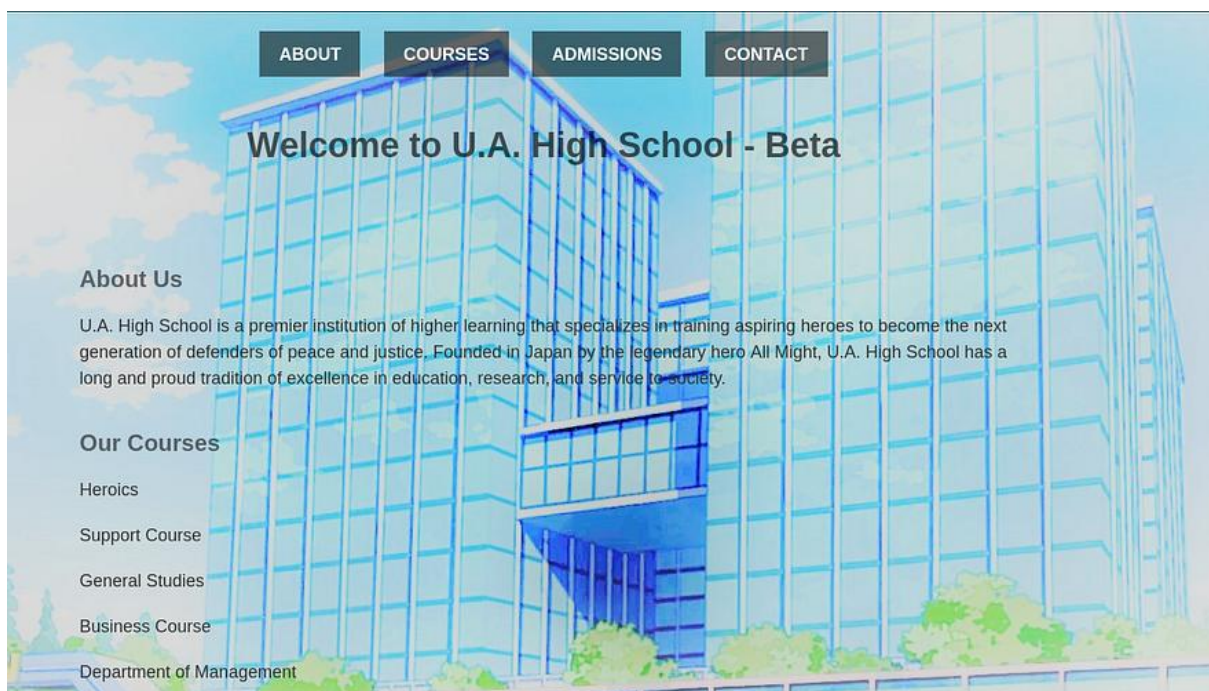 ABOUT COURSES ADMISSIONS CONTACT
Welcome to U.A. High School - Beta
About Us
U.A. High School is a premier institution of higher learning that specializes in training aspiring heroes to become the next
generation of defenders of peace and justice. Founded in Japan by the legendary hero All Might, U.A. High School has a
long and proud tradition of excellence in education, research, and service to society.
Our Courses
Heroics
Support Course
General Studies
Business Course
Department of Management